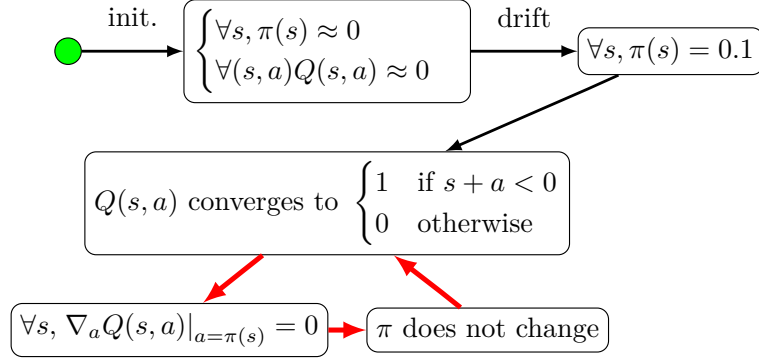 init.
drift
∀s, π(s) ≈ 0
∀(s, a)Q(s, a) ≈ 0
∀s, π(s) = 0.1
Q(s, a) converges to { 1 if s + a < 0
0 otherwise
∀s, ∇ₐQ(s, a)|ₐ₌π(s) = 0
π does not change